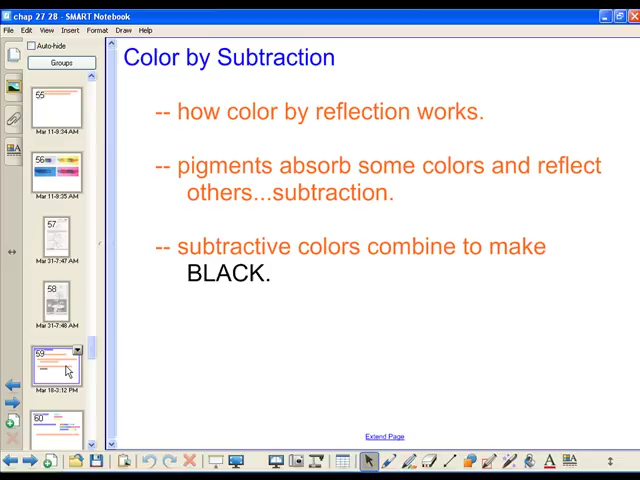 chap 27 28 - SMART Notebook
File Edit View Insert Format Draw Help
Auto-hide
Groups
55
Mar 11-8:34 AM
56
Mar 11-8:35 AM
57
Mar 31-7:47 AM
58
Mar 31-7:48 AM
59
Mar 18-3:12 PM
60
Color by Subtraction
-- how color by reflection works.
-- pigments absorb some colors and reflect
others...subtraction.
-- subtractive colors combine to make
BLACK.
Extend Page